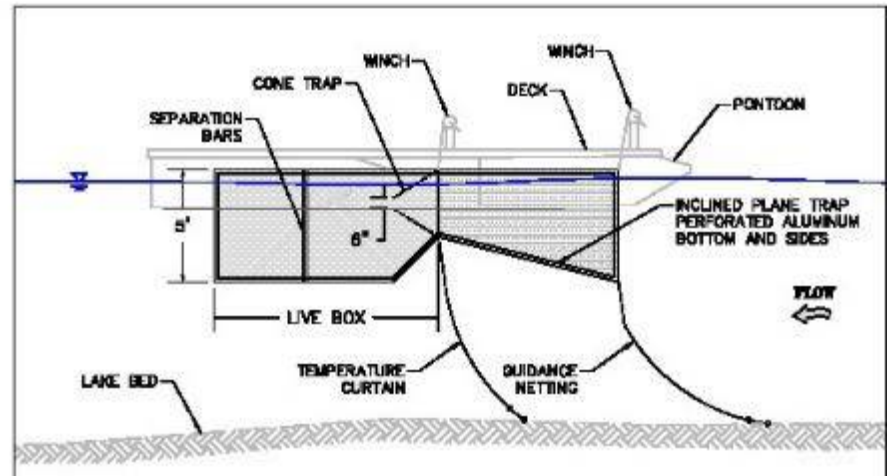 WINCH
WINCH
CONE TRAP
DECK
PONTOON
SEPARATION
BARS
INCLINED PLANE TRAP
PERFORATED ALUMINUM
BOTTOM AND SIDES
5'
6"
FLOW
LIVE BOX
TEMPERATURE
CURTAIN
GUIDANCE
NETTING
LAKE BED